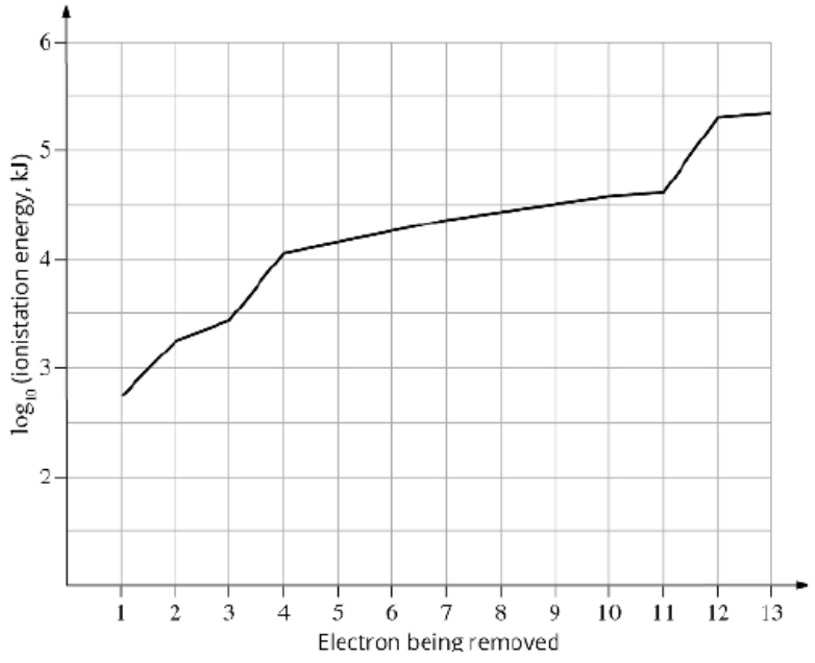 6
5
4
3
2
log10 (ionistation energy, kJ)
1 2 3 4 5 6 7 8 9 10 11 12 13
Electron being removed